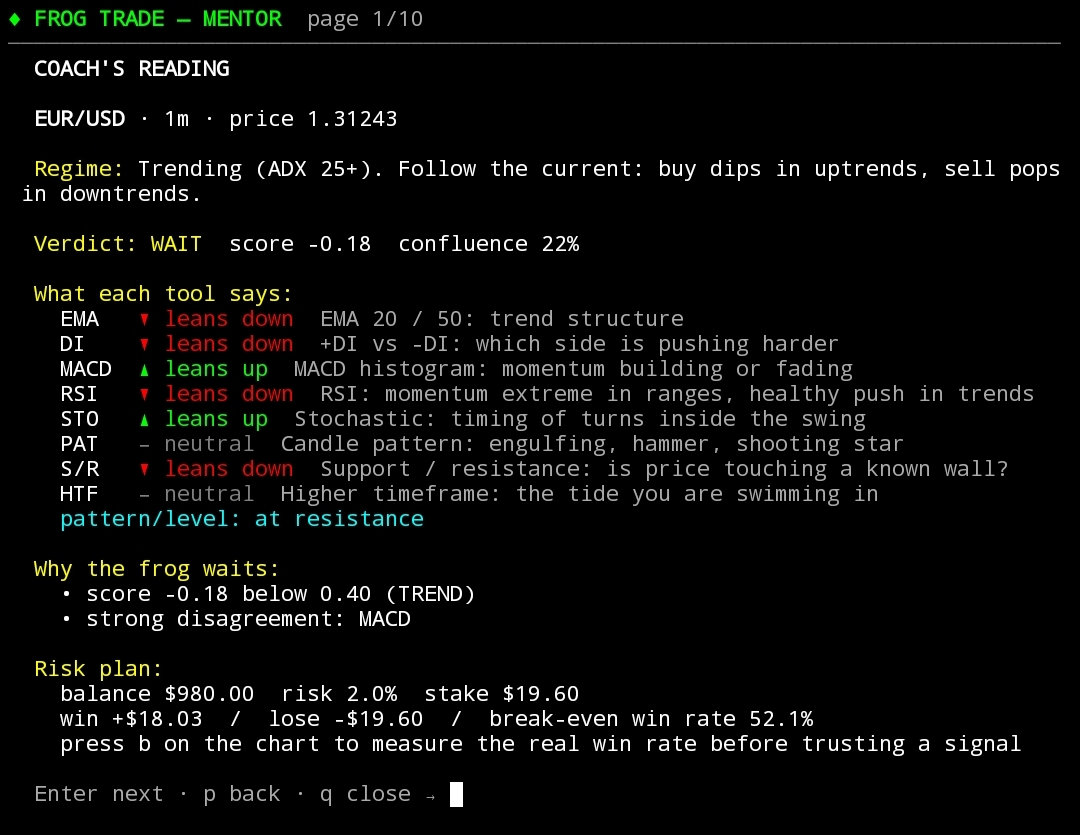 ♦ FROG TRADE — MENTOR page 1/10
COACH'S READING
EUR/USD · 1m · price 1.31243
Regime: Trending (ADX 25+). Follow the current: buy dips in uptrends, sell pops
in downtrends.
Verdict: WAIT score -0.18 confluence 22%
What each tool says:
EMA ▼ leans down EMA 20 / 50: trend structure
DI ▼ leans down +DI vs -DI: which side is pushing harder
MACD ▲ leans up MACD histogram: momentum building or fading
RSI ▼ leans down RSI: momentum extreme in ranges, healthy push in trends
STO ▲ leans up Stochastic: timing of turns inside the swing
PAT – neutral Candle pattern: engulfing, hammer, shooting star
S/R ▼ leans down Support / resistance: is price touching a known wall?
HTF – neutral Higher timeframe: the tide you are swimming in
pattern/level: at resistance
Why the frog waits:
• score -0.18 below 0.40 (TREND)
• strong disagreement: MACD
Risk plan:
balance $980.00 risk 2.0% stake $19.60
win +$18.03 / lose -$19.60 / break-even win rate 52.1%
press b on the chart to measure the real win rate before trusting a signal
Enter next · p back · q close →